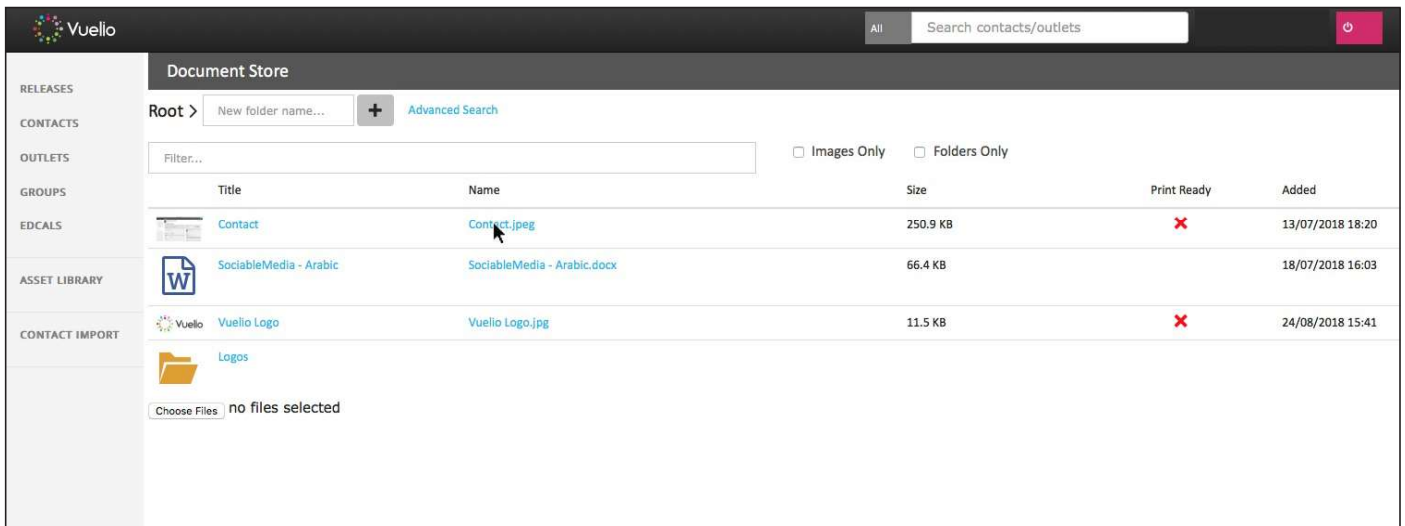 Vuelio
All
Search contacts/outlets
RELEASES
CONTACTS
OUTLETS
GROUPS
EDCALS
ASSET LIBRARY
CONTACT IMPORT
Document Store
Root > New folder name... + Advanced Search
Filter...
Images Only
Folders Only
Title Name Size Print Ready Added
Contact Contact.jpeg 250.9 KB 13/07/2018 18:20
W SociableMedia - Arabic SociableMedia - Arabic.docx 66.4 KB 18/07/2018 16:03
Vuelio Vuelio Logo Vuelio Logo.jpg 11.5 KB 24/08/2018 15:41
Logos
Choose Files no files selected